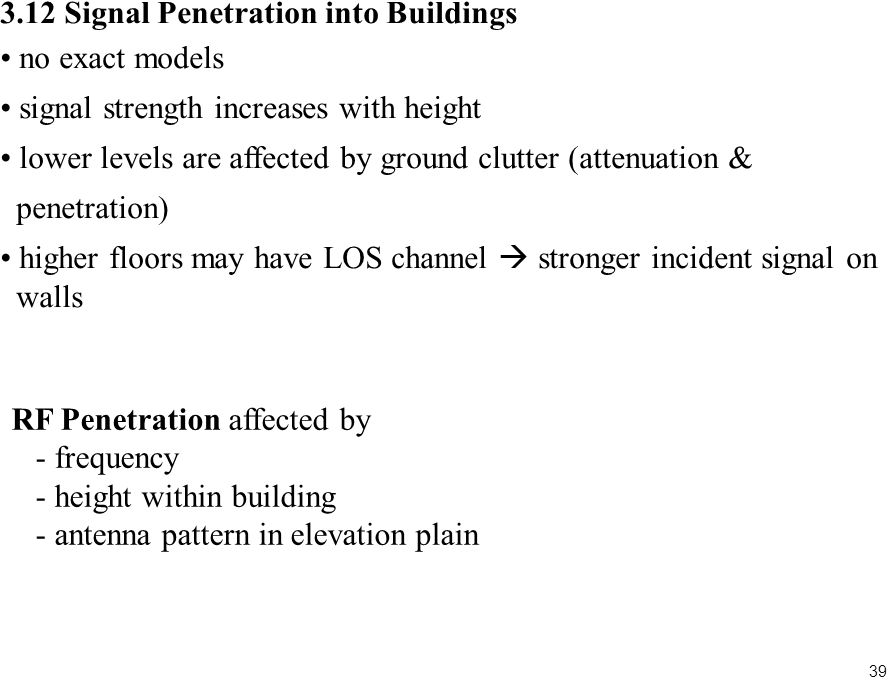 3.12 Signal Penetration into Buildings
• no exact models
• signal strength increases with height
• lower levels are affected by ground clutter (attenuation &
penetration)
• higher floors may have LOS channel → stronger incident signal on
walls
RF Penetration affected by
- frequency
- height within building
- antenna pattern in elevation plain
39